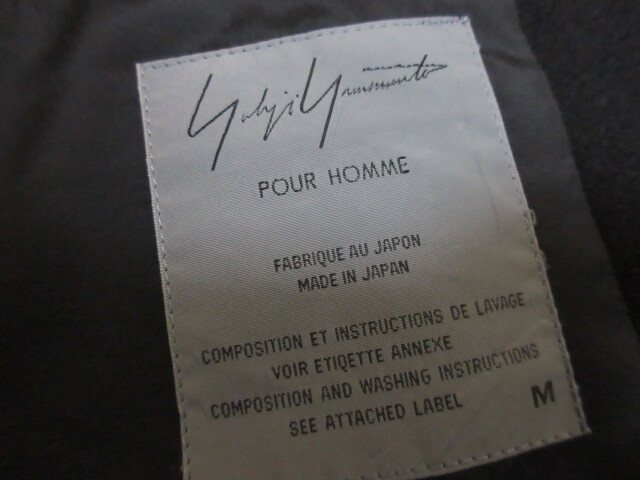 Yohji Yamamoto
POUR HOMME
FABRIQUE AU JAPON
MADE IN JAPAN
COMPOSITION ET INSTRUCTIONS DE LAVAGE
VOIR ETIQETTE ANNEXE
COMPOSITION AND WASHING INSTRUCTIONS
SEE ATTACHED LABEL
M